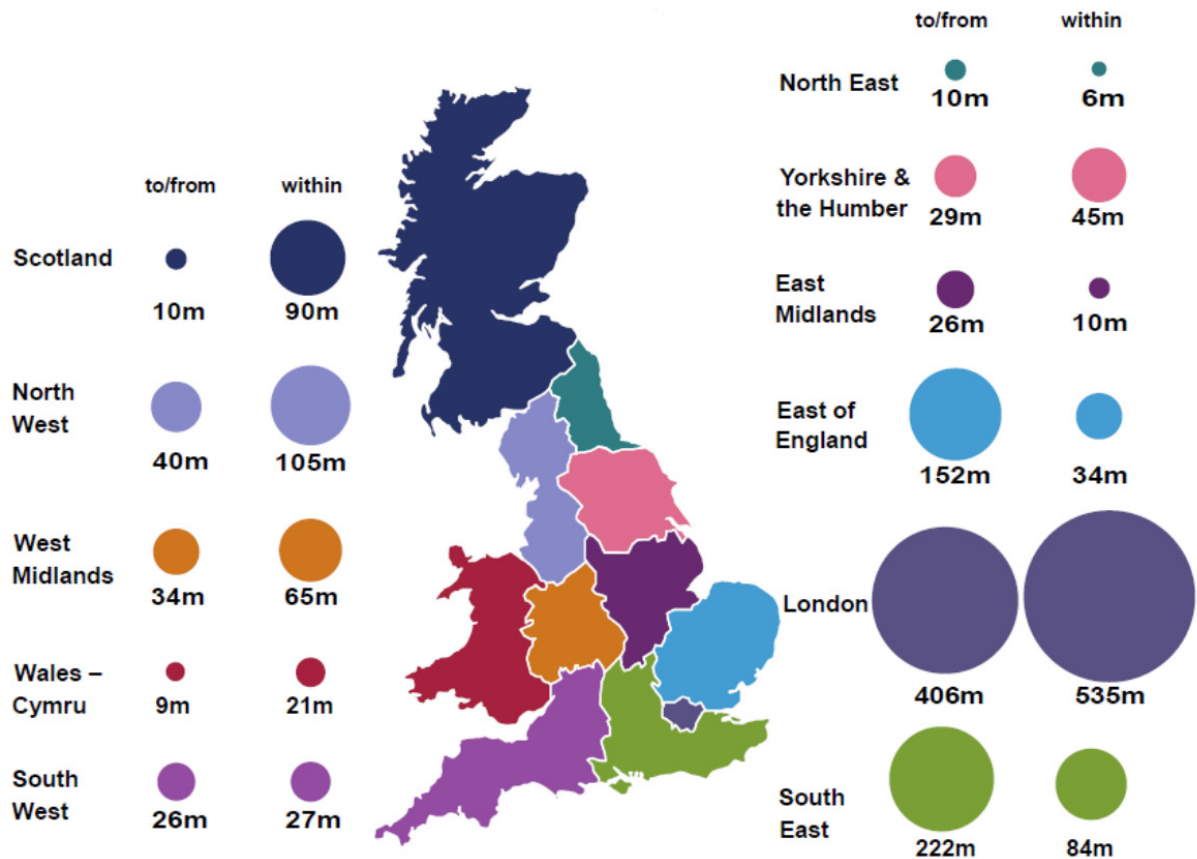 to/from within
Scotland
10m 90m
North
West
40m 105m
West
Midlands
34m 65m
Wales –
Cymru
9m 21m
South
West
26m 27m
to/from within
North East
10m 6m
Yorkshire &
the Humber
29m 45m
East
Midlands
26m 10m
East of
England
152m 34m
London
406m 535m
South
East
222m 84m